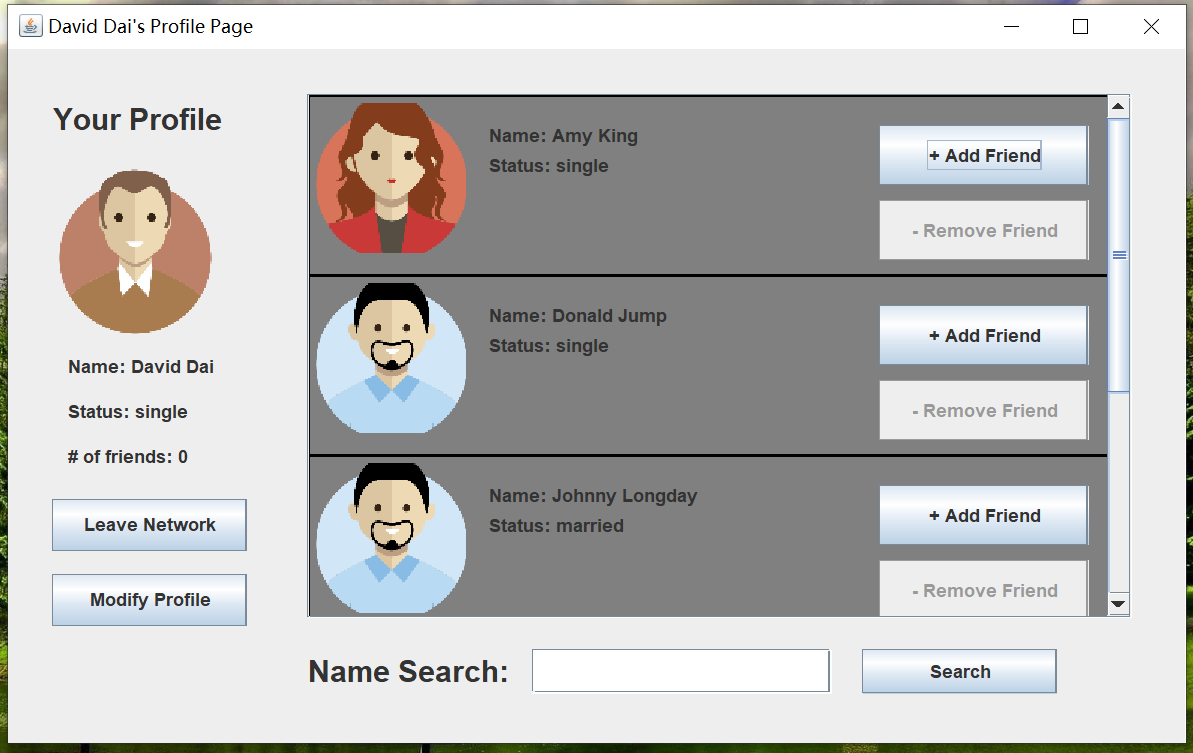 David Dai's Profile Page
Your Profile
Name: David Dai
Status: single
# of friends: 0
Leave Network
Modify Profile
Name: Amy King
Status: single
+ Add Friend
- Remove Friend
Name: Donald Jump
Status: single
+ Add Friend
- Remove Friend
Name: Johnny Longday
Status: married
+ Add Friend
- Remove Friend
Name Search:
Search